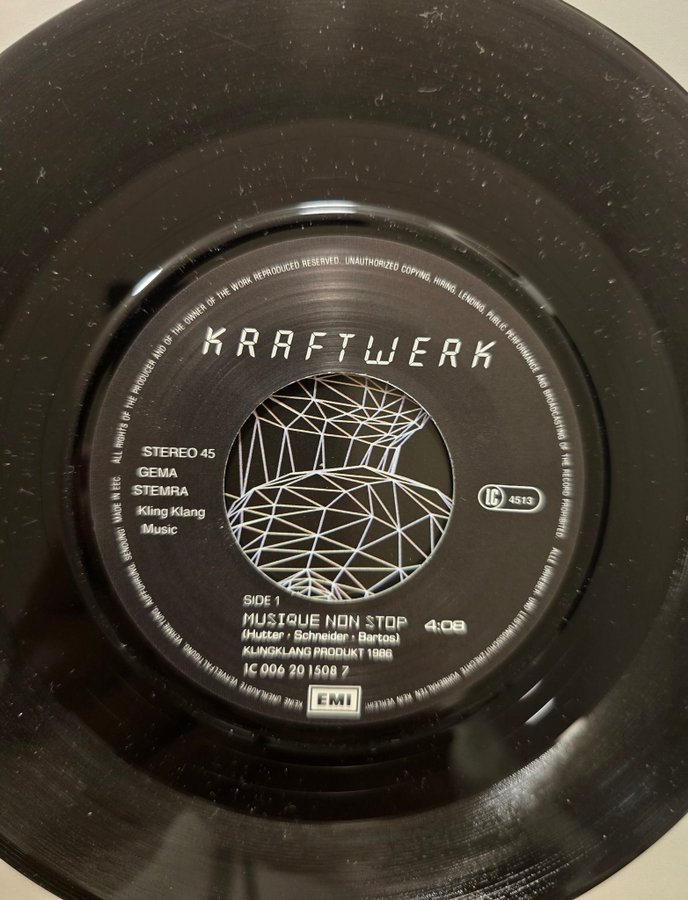 ALL RIGHTS OF THE PRODUCER AND OF THE OWNER OF THE WORK REPRODUCED RESERVED. UNAUTHORIZED COPYING, HIRING, LENDING, PUBLIC PERFORMANCE AND BROADCASTING OF THE RECORD PROHIBITED.
KRAFTWERK
STEREO 45
GEMA
STEMRA
Kling Klang
Music
LC 4513
SIDE 1
MUSIQUE NON STOP 4:08
(Hutter · Schneider · Bartos)
KLINGKLANG PRODUKT 1986
1C 006 20 1508 7
EMI
MADE IN EEC.